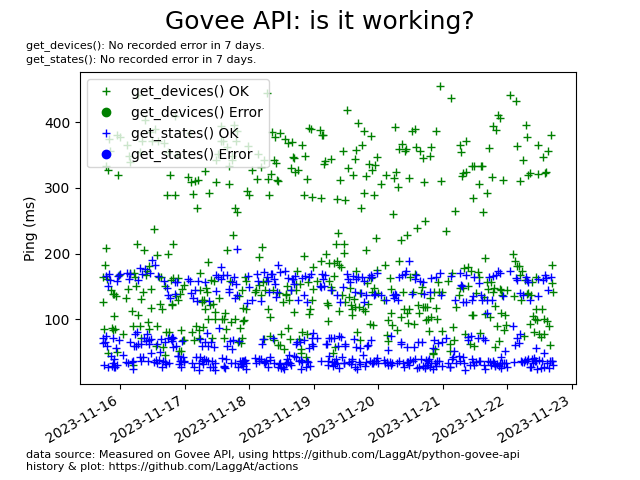 Govee API: is it working?
get_devices(): No recorded error in 7 days.
get_states(): No recorded error in 7 days.
get_devices() OK
get_devices() Error
get_states() OK
get_states() Error
Ping (ms)
400
300
200
100
2023-11-16
2023-11-17
2023-11-18
2023-11-19
2023-11-20
2023-11-21
2023-11-22
2023-11-23
data source: Measured on Govee API, using https://github.com/LaggAt/python-govee-api
history & plot: https://github.com/LaggAt/actions